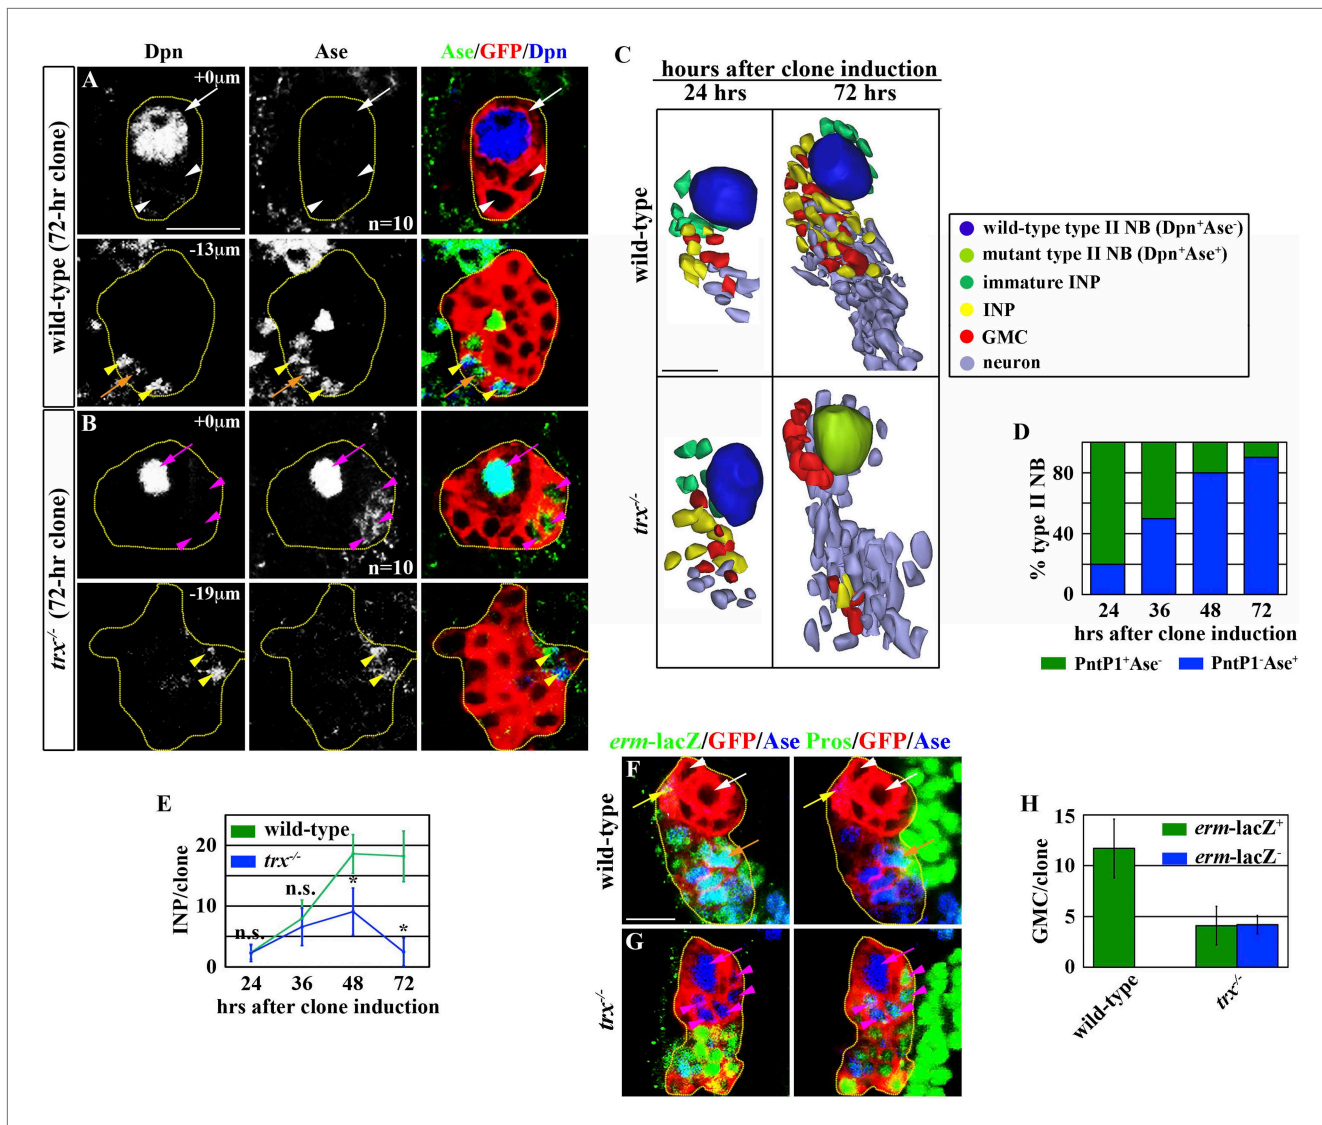 Dpn
Ase
Ase/GFP/Dpn
wild-type (72-hr clone)
A
+0μm
n=10
-13μm
trx-/- (72-hr clone)
B
+0μm
n=10
-19μm
C
hours after clone induction
24 hrs
72 hrs
wild-type
trx-/-
wild-type type II NB (Dpn+Ase-)
mutant type II NB (Dpn+Ase+)
immature INP
INP
GMC
neuron
D
% type II NB
80
40
0
24
36
48
72
hrs after clone induction
PntP1+Ase-
PntP1-Ase+
E
wild-type
trx-/-
INP/clone
20
10
0
n.s.
n.s.
*
*
24
36
48
72
hrs after clone induction
erm-lacZ/GFP/Ase
Pros/GFP/Ase
F
wild-type
G
trx-/-
H
erm-lacZ+
erm-lacZ-
GMC/clone
15
10
5
0
wild-type
trx-/-